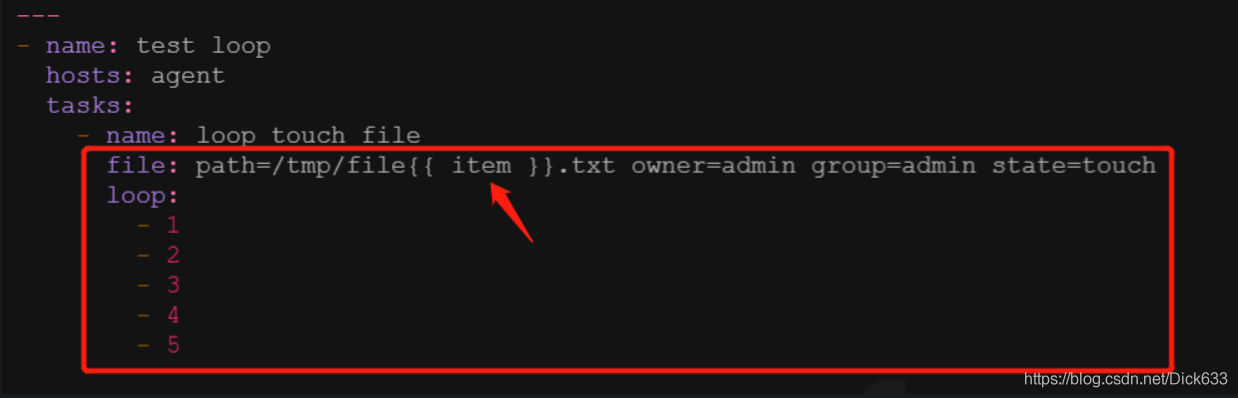 ---
- name: test loop
  hosts: agent
  tasks:
    - name: loop touch file
      file: path=/tmp/file{{ item }}.txt owner=admin group=admin state=touch
      loop:
        - 1
        - 2
        - 3
        - 4
        - 5
https://blog.csdn.net/Dick633